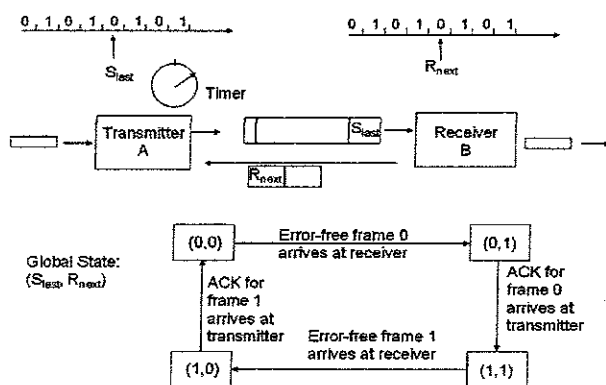 0, 1, 0, 1, 0, 1, 0, 1,
0, 1, 0, 1, 0, 1, 0, 1,
Slast
Rnext
Timer
Transmitter
A
Slast
Receiver
B
Rnext
Global State:
(Slast, Rnext)
(0,0)
Error-free frame 0
arrives at receiver
(0,1)
ACK for
frame 1
arrives at
transmitter
ACK for
frame 0
arrives at
transmitter
(1,0)
Error-free frame 1
arrives at receiver
(1,1)